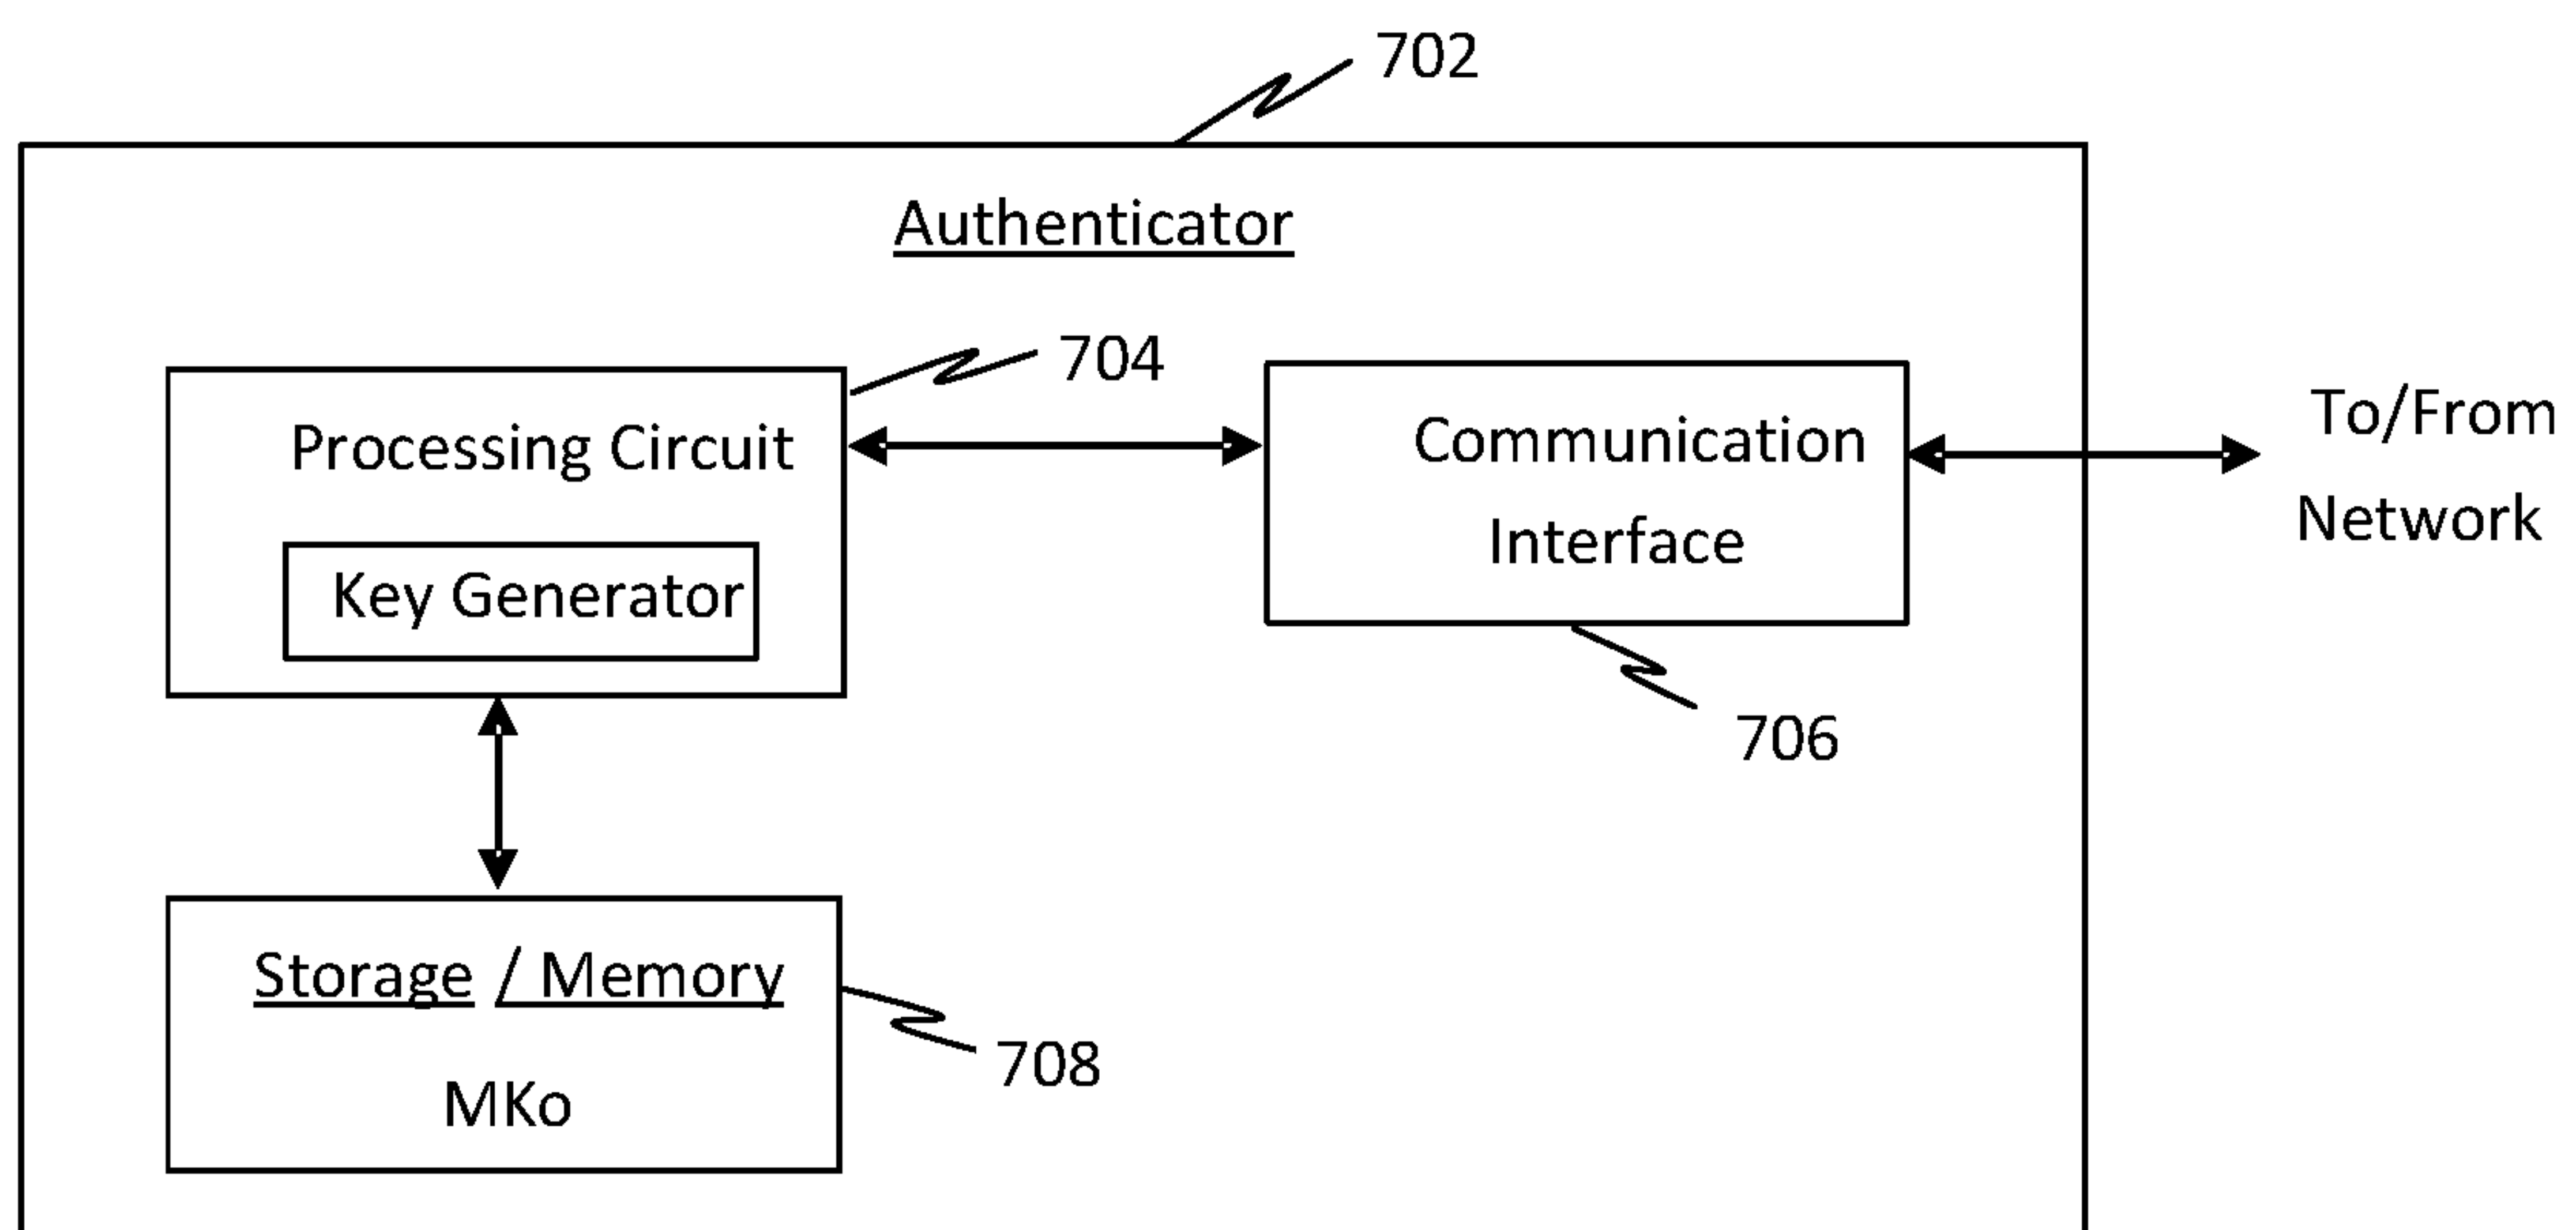 702
Authenticator
704
Processing Circuit
Key Generator
Communication
Interface
To/From
Network
706
Storage / Memory
MKo
708